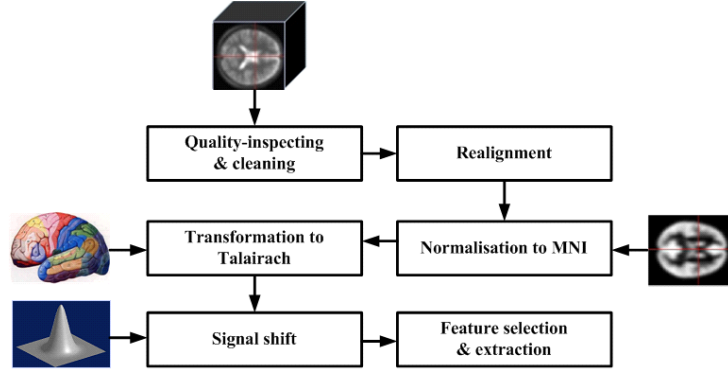 Quality-inspecting
& cleaning
Realignment
Transformation to
Talairach
Normalisation to MNI
Signal shift
Feature selection
& extraction